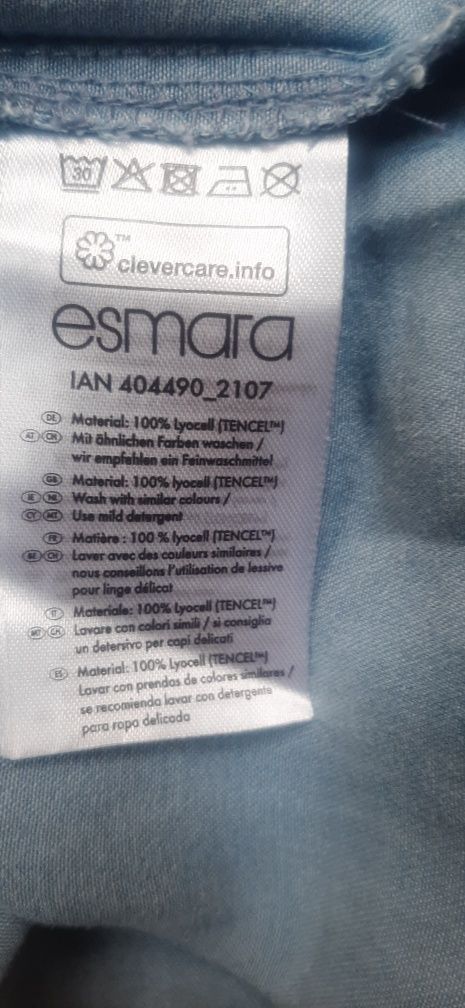 30
™
clevercare.info
esmara
IAN 404490_2107
DE Material: 100% Lyocell (TENCEL™)
AT CH Mit ähnlichen Farben waschen /
wir empfehlen ein Feinwaschmittel
GB Material: 100% lyocell (TENCEL™)
IE NI Wash with similar colours /
CY MT Use mild detergent
FR Matière : 100 % lyocell (TENCEL™)
BE CH Laver avec des couleurs similaires /
nous conseillons l'utilisation de lessive
pour linge délicat
IT Materiale: 100% Lyocell (TENCEL™)
MT CH Lavare con colori simili / si consiglia
un detersivo per capi delicati
ES Material: 100% Lyocell (TENCEL™)
Lavar con prendas de colores similares /
se recomienda lavar con detergente
para ropa delicada